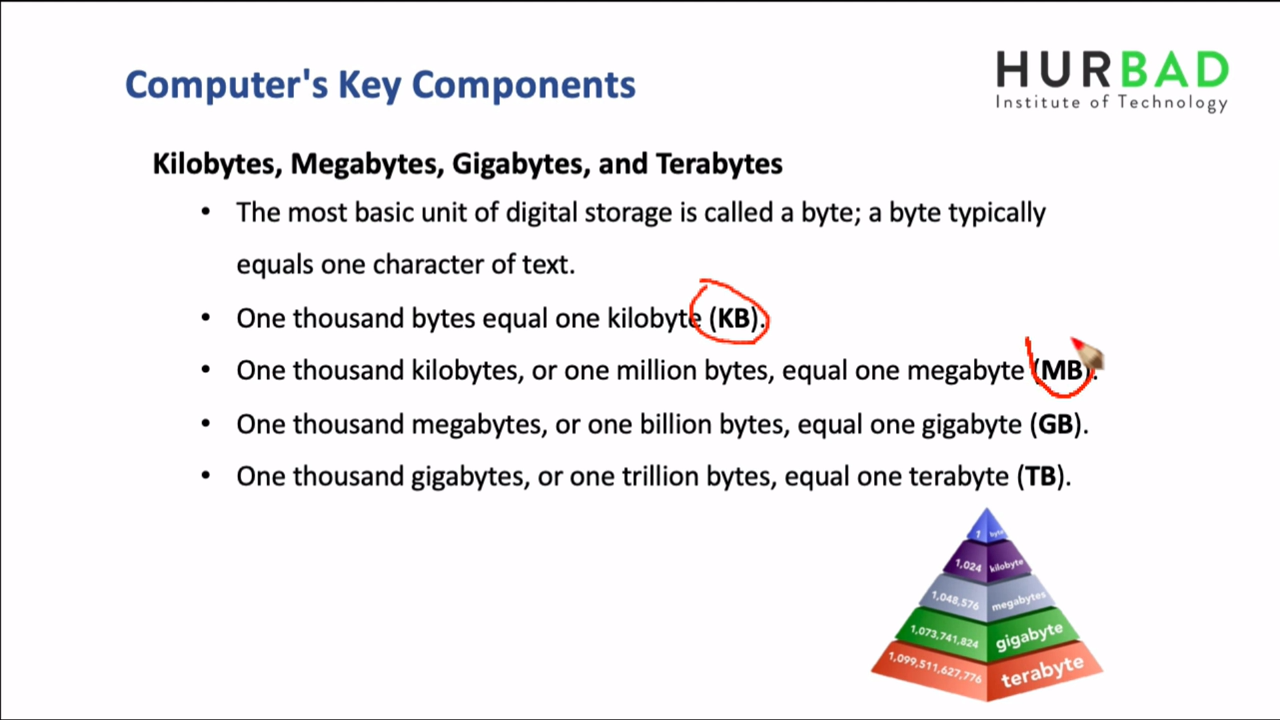 HURBAD
Institute of Technology
Computer's Key Components
Kilobytes, Megabytes, Gigabytes, and Terabytes
• The most basic unit of digital storage is called a byte; a byte typically
equals one character of text.
• One thousand bytes equal one kilobyte (KB).
• One thousand kilobytes, or one million bytes, equal one megabyte (MB).
• One thousand megabytes, or one billion bytes, equal one gigabyte (GB).
• One thousand gigabytes, or one trillion bytes, equal one terabyte (TB).
1 byte
1,024 kilobyte
1,048,576 megabytes
1,073,741,824 gigabyte
1,099,511,627,776 terabyte